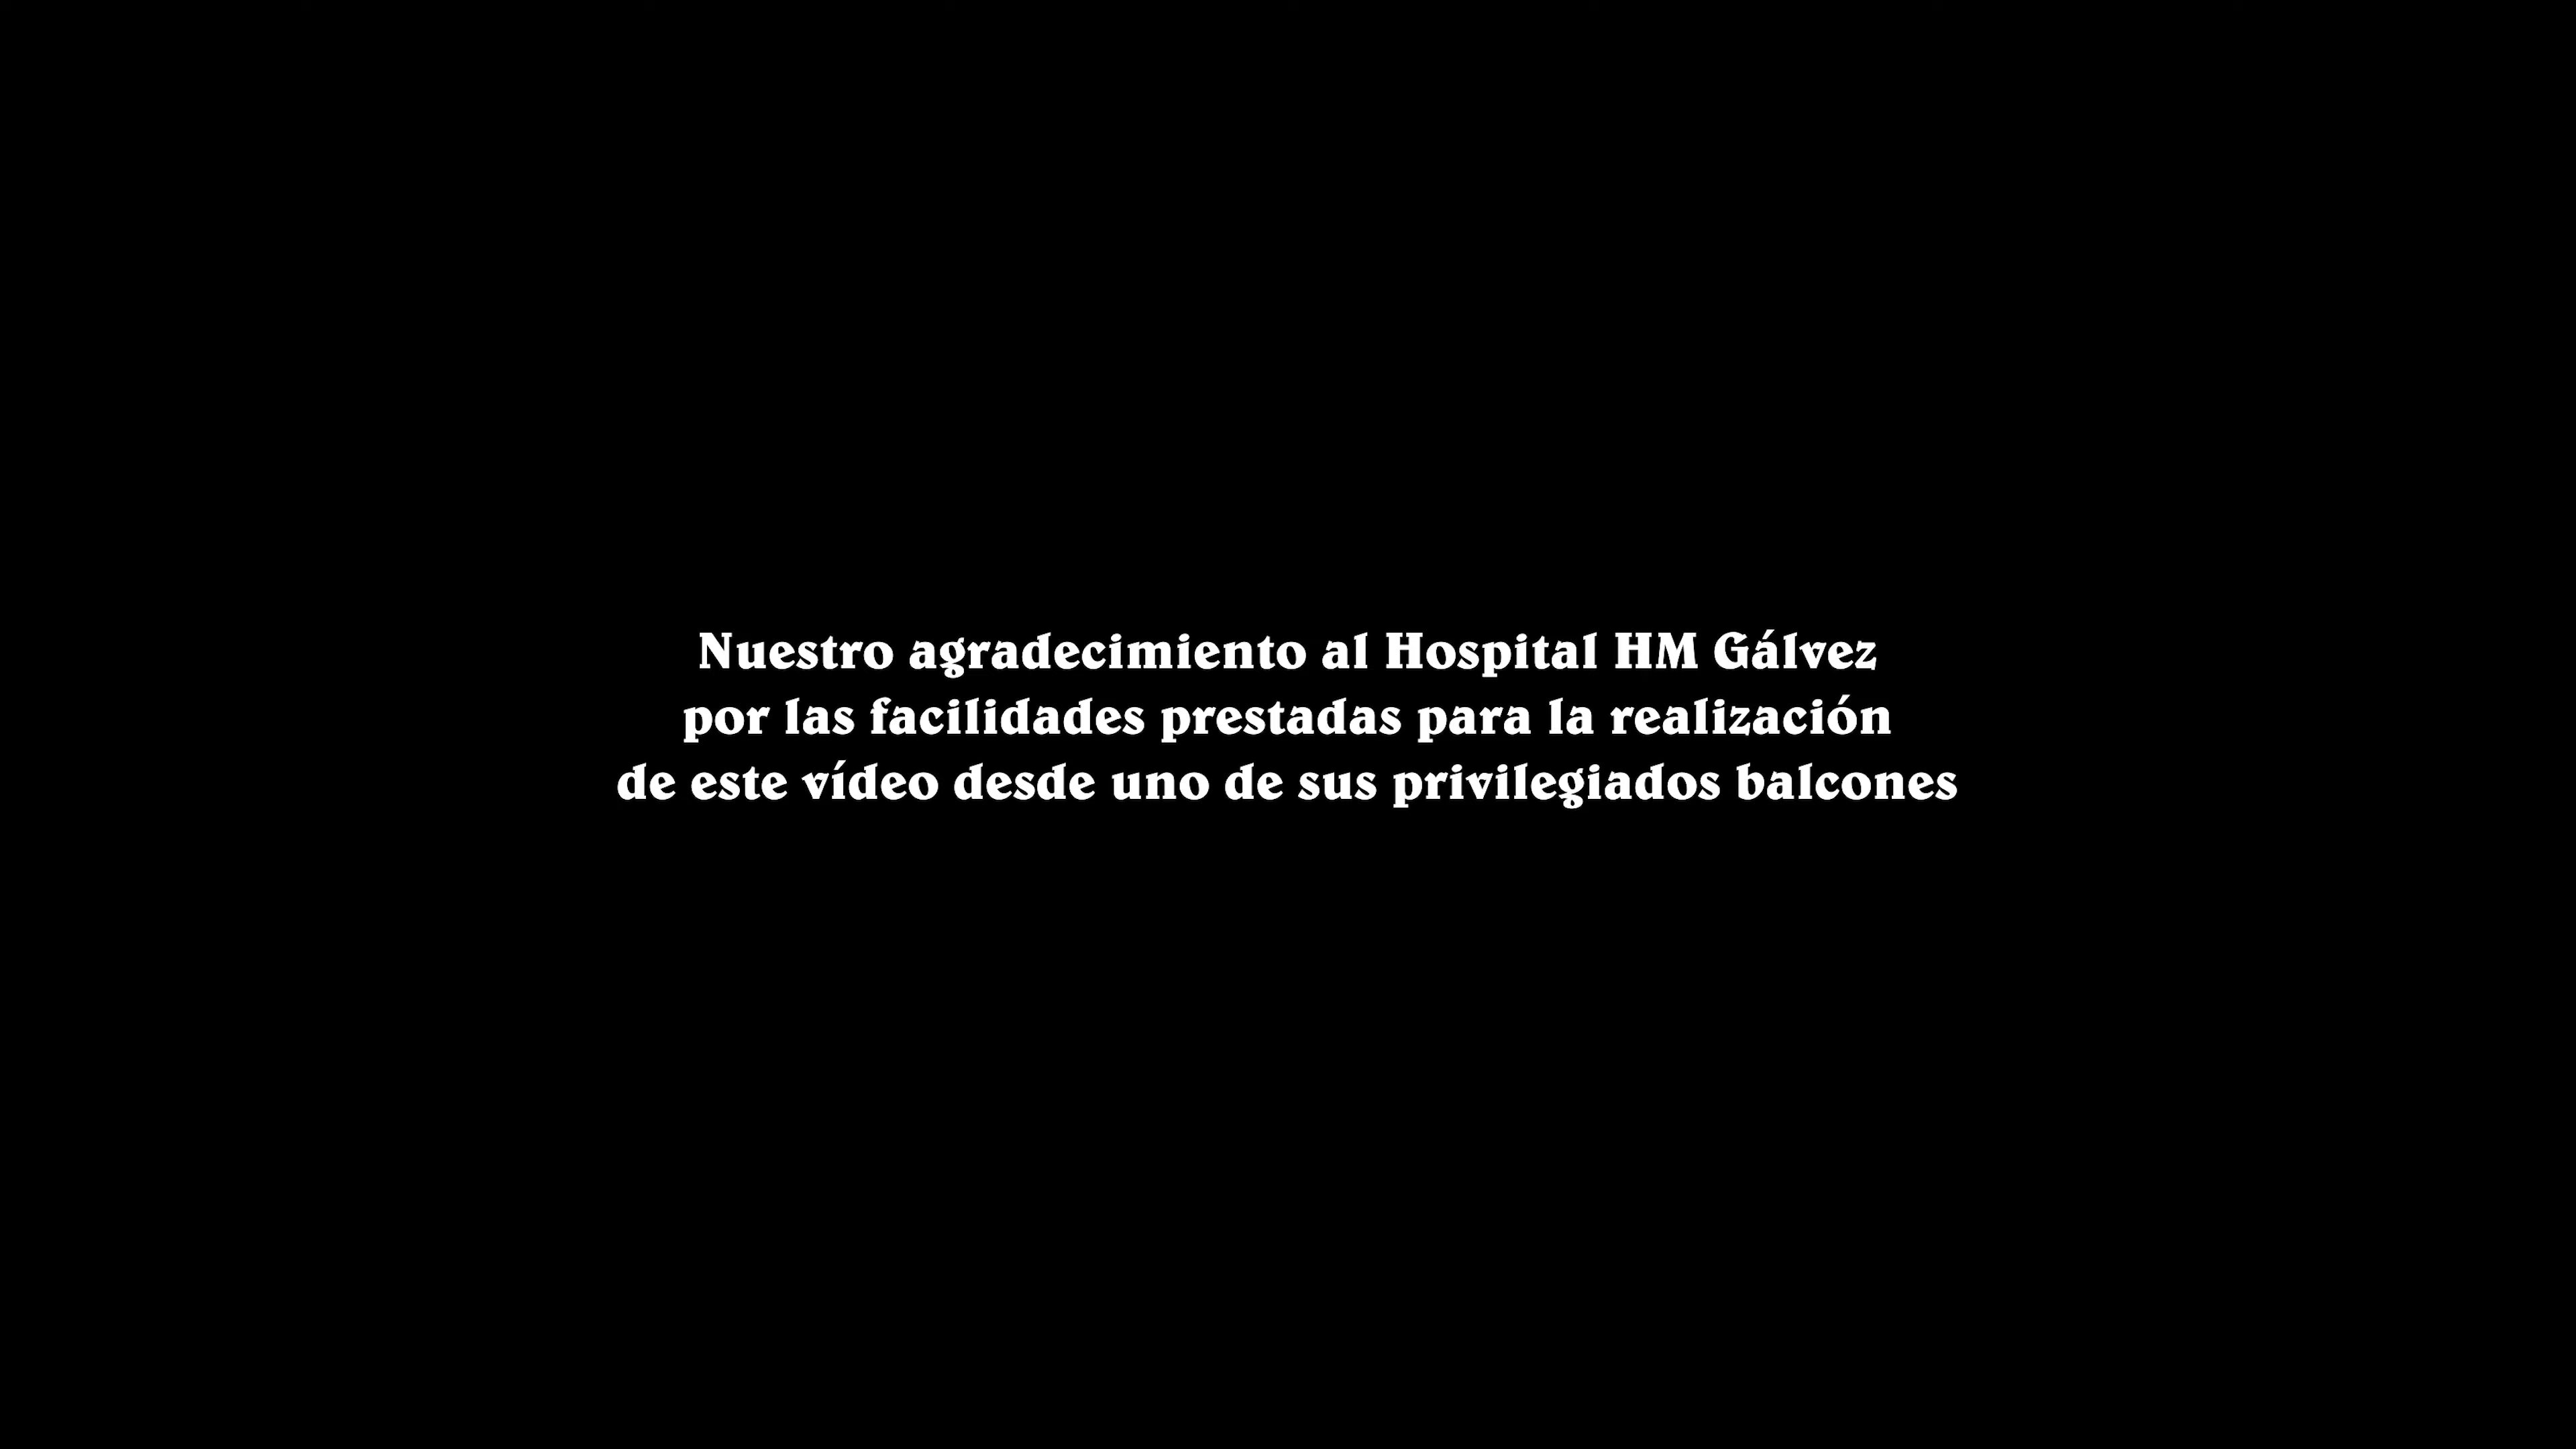 Nuestro agradecimiento al Hospital HM Gálvez
por las facilidades prestadas para la realización
de este vídeo desde uno de sus privilegiados balcones